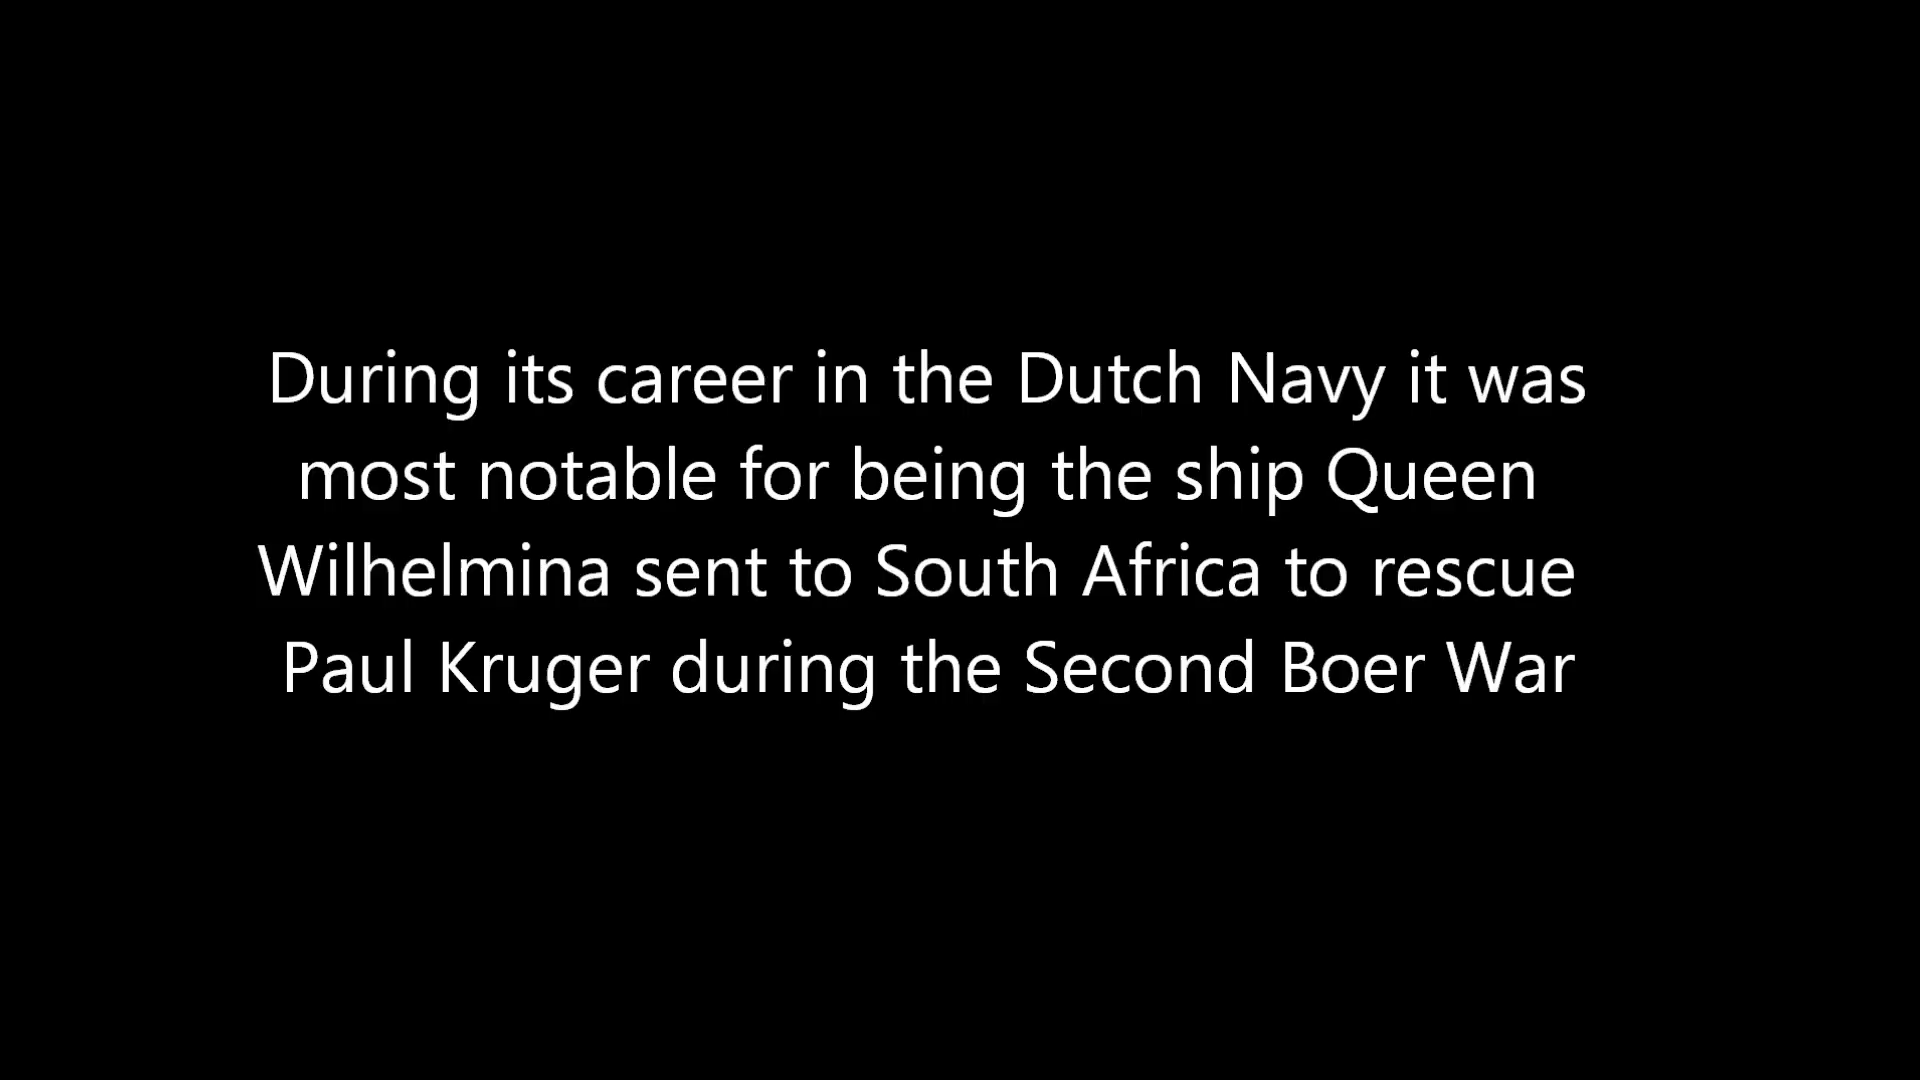 During its career in the Dutch Navy it was
most notable for being the ship Queen
Wilhelmina sent to South Africa to rescue
Paul Kruger during the Second Boer War